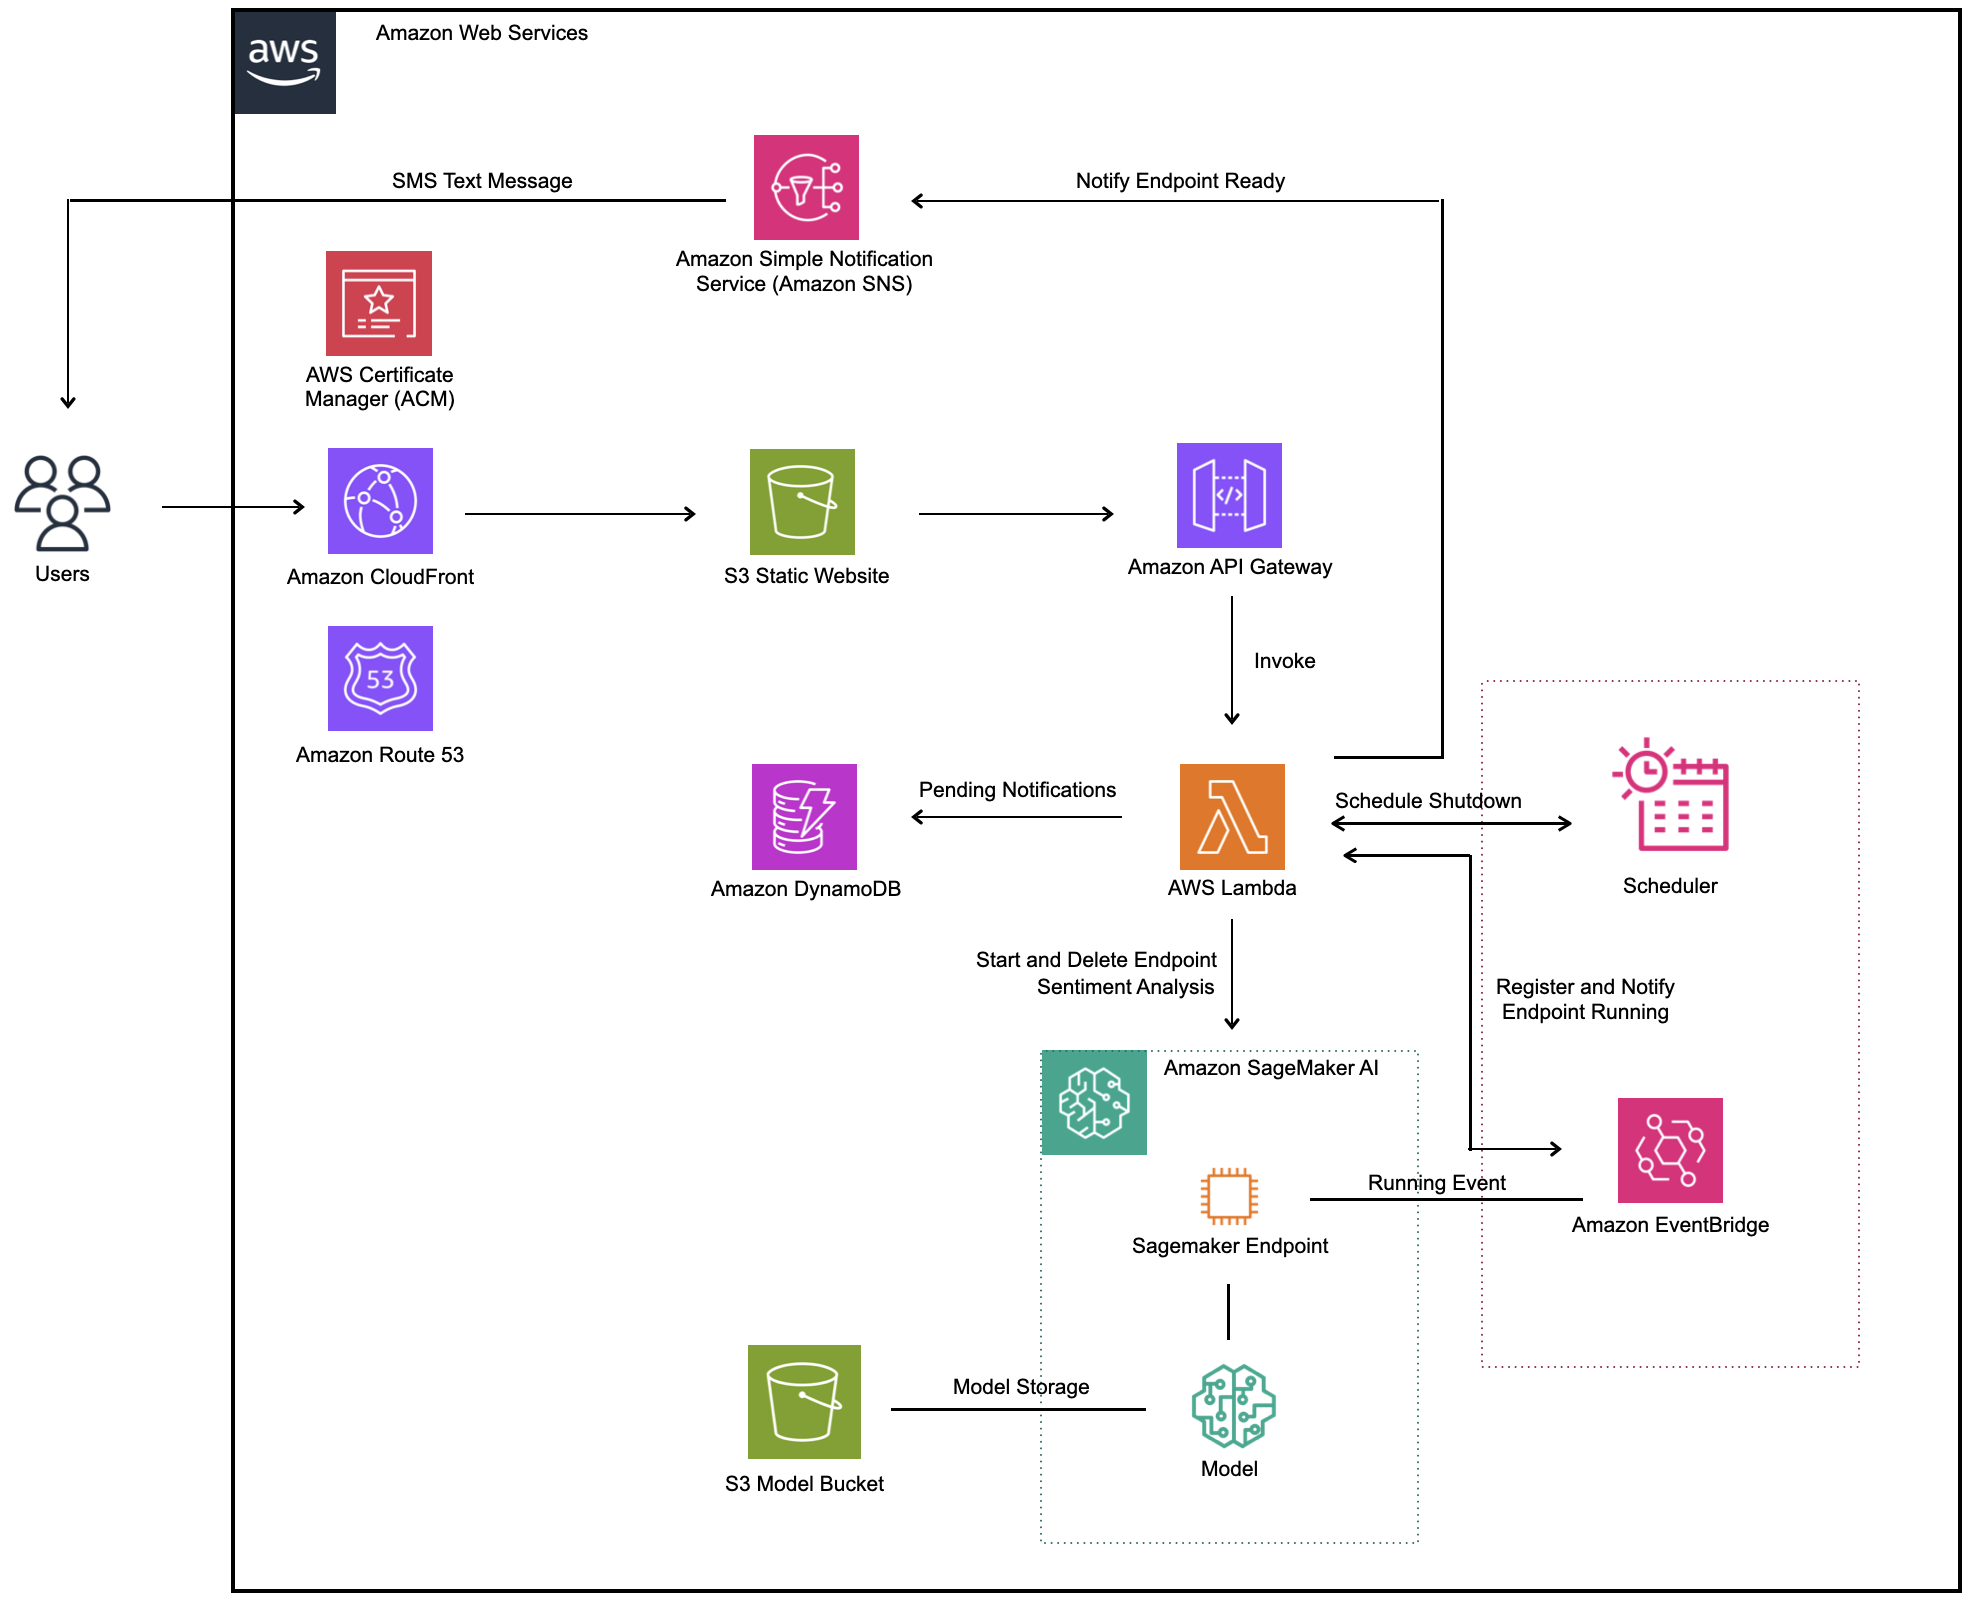 aws
Amazon Web Services
SMS Text Message
Notify Endpoint Ready
Amazon Simple Notification
Service (Amazon SNS)
AWS Certificate
Manager (ACM)
Users
Amazon CloudFront
S3 Static Website
</>
Amazon API Gateway
Invoke
53
Amazon Route 53
Pending Notifications
Schedule Shutdown
Amazon DynamoDB
AWS Lambda
Scheduler
Start and Delete Endpoint
Sentiment Analysis
Register and Notify
Endpoint Running
Amazon SageMaker AI
Running Event
Sagemaker Endpoint
Amazon EventBridge
Model Storage
S3 Model Bucket
Model